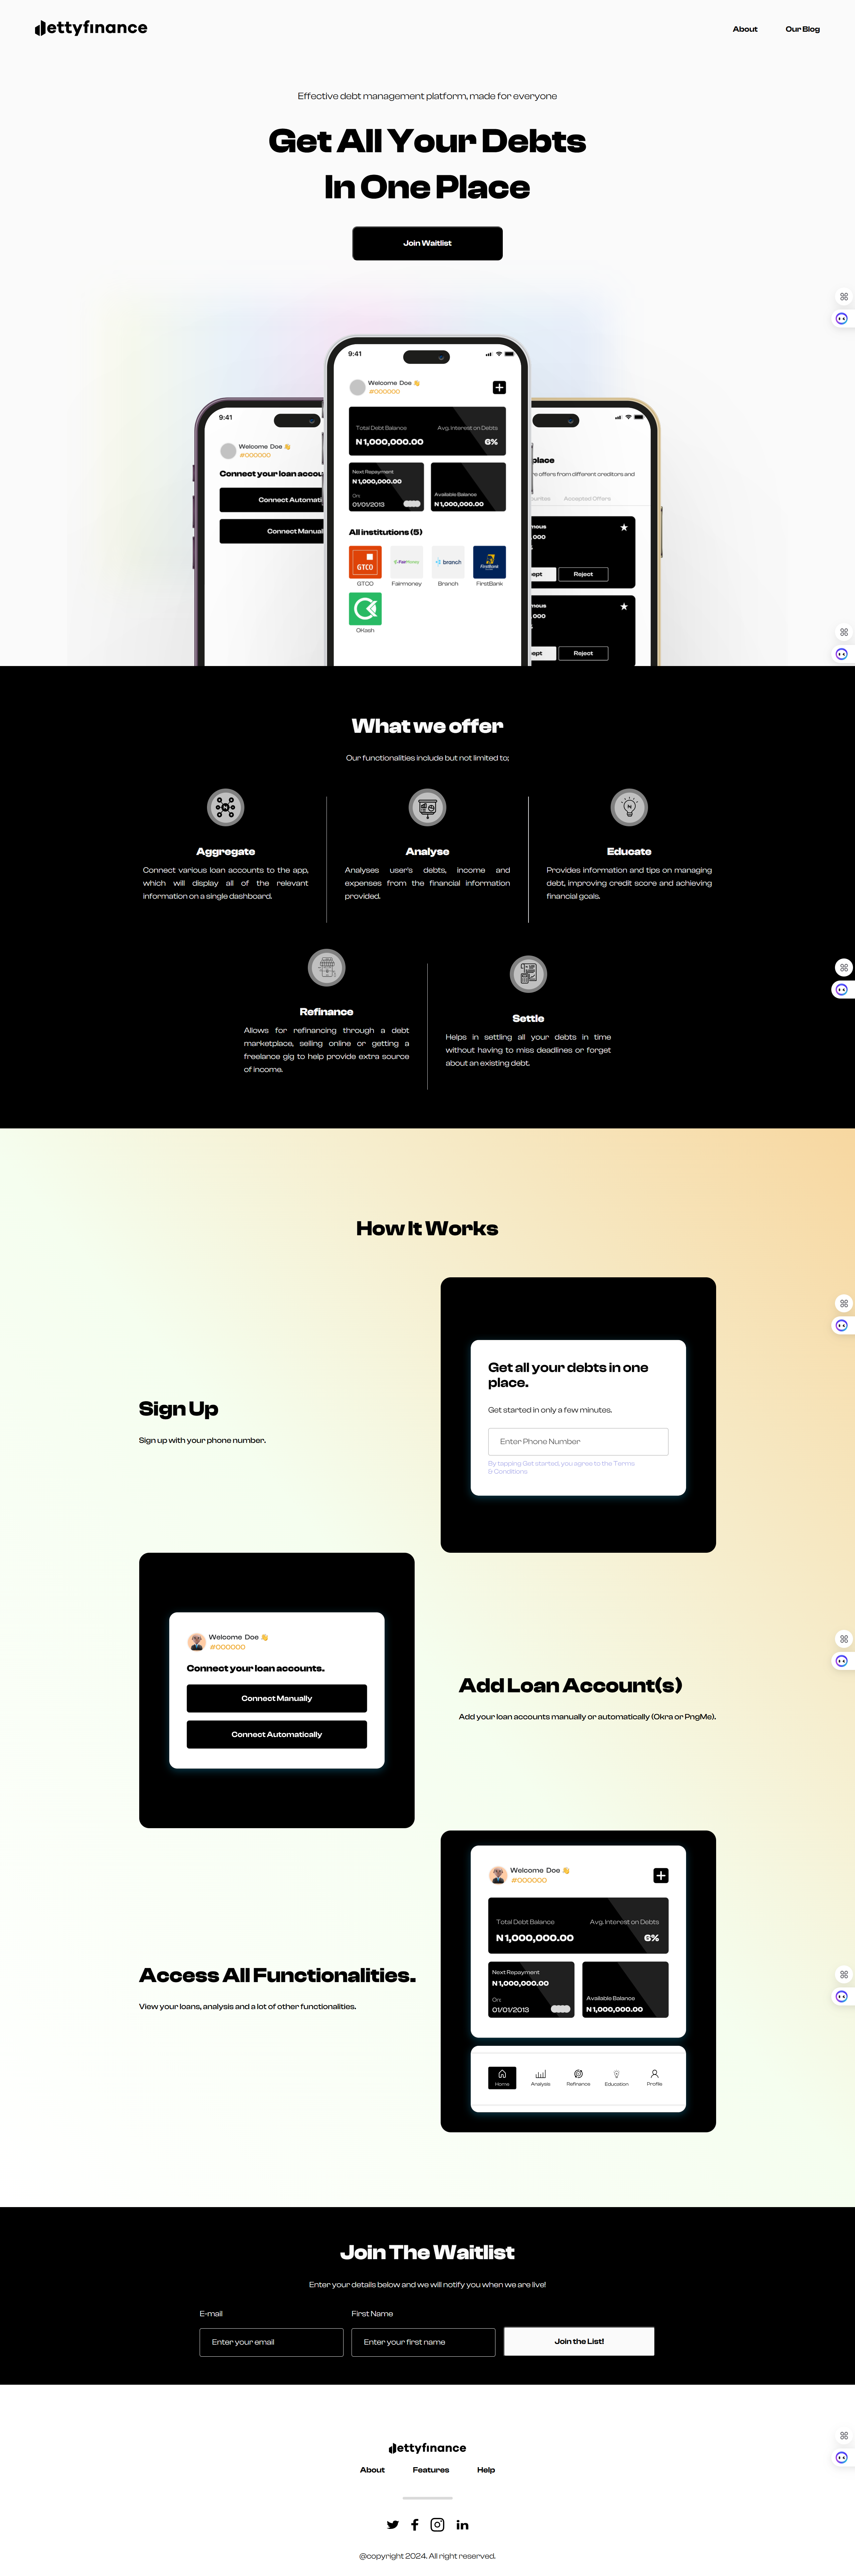 dettyfinance
About Our Blog
Effective debt management platform, made for everyone
Get All Your Debts
In One Place
Join Waitlist
9:41
Welcome Doe 👋
#000000
Total Debt Balance Avg. Interest on Debts
N1,000,000.00 6%
Next Repayment
N1,000,000.00
On:
01/01/2013
Available Balance
N1,000,000.00
All institutions (5)
GTCO
FairMoney
branch
FirstBank
GTCO Fairmoney Branch FirstBank
OKash
9:41
Welcome Doe 👋
#000000
Connect your loan accou
Connect Automati
Connect Manual
place
e offers from different creditors and
Accepted Offers
mous
000
ept Reject
mous
000
ept Reject
What we offer
Our functionalities include but not limited to;
Aggregate
Connect various loan accounts to the app,
which will display all of the relevant
information on a single dashboard.
Analyse
Analyses user's debts, income and
expenses from the financial information
provided.
Educate
Provides information and tips on managing
debt, improving credit score and achieving
financial goals.
Refinance
Allows for refinancing through a debt
marketplace, selling online or getting a
freelance gig to help provide extra source
of income.
Settle
Helps in settling all your debts in time
without having to miss deadlines or forget
about an existing debt.
How It Works
Sign Up
Sign up with your phone number.
Get all your debts in one
place.
Get started in only a few minutes.
Enter Phone Number
By tapping Get started, you agree to the Terms
& Conditions
Welcome Doe 👋
#000000
Connect your loan accounts.
Connect Manually
Connect Automatically
Add Loan Account(s)
Add your loan accounts manually or automatically (Okra or PngMe).
Access All Functionalities.
View your loans, analysis and a lot of other functionalities.
Welcome Doe 👋
#000000
Total Debt Balance Avg. Interest on Debts
N1,000,000.00 6%
Next Repayment
N1,000,000.00
On:
01/01/2013
Available Balance
N1,000,000.00
Home Analysis Refinance Education Profile
Join The Waitlist
Enter your details below and we will notify you when we are live!
E-mail First Name
Enter your email Enter your first name Join the List!
dettyfinance
About Features Help
@copyright 2024. All right reserved.